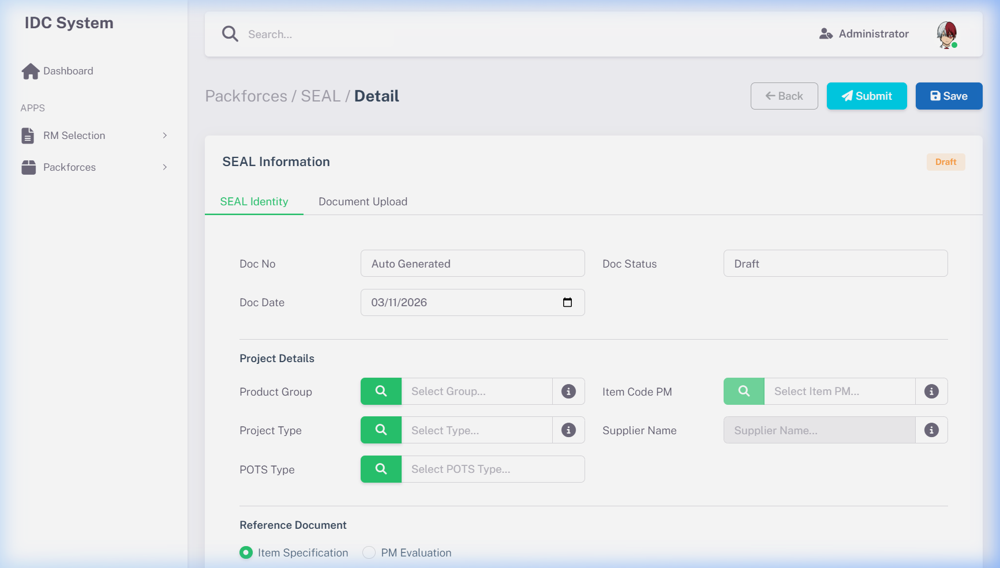 IDC System
Search...
Administrator
Dashboard
APPS
RM Selection
Packforces
Packforces / SEAL / Detail
Back
Submit
Save
SEAL Information
Draft
SEAL Identity
Document Upload
Doc No
Auto Generated
Doc Status
Draft
Doc Date
03/11/2026
Project Details
Product Group
Select Group...
Item Code PM
Select Item PM...
Project Type
Select Type...
Supplier Name
Supplier Name...
POTS Type
Select POTS Type...
Reference Document
Item Specification
PM Evaluation